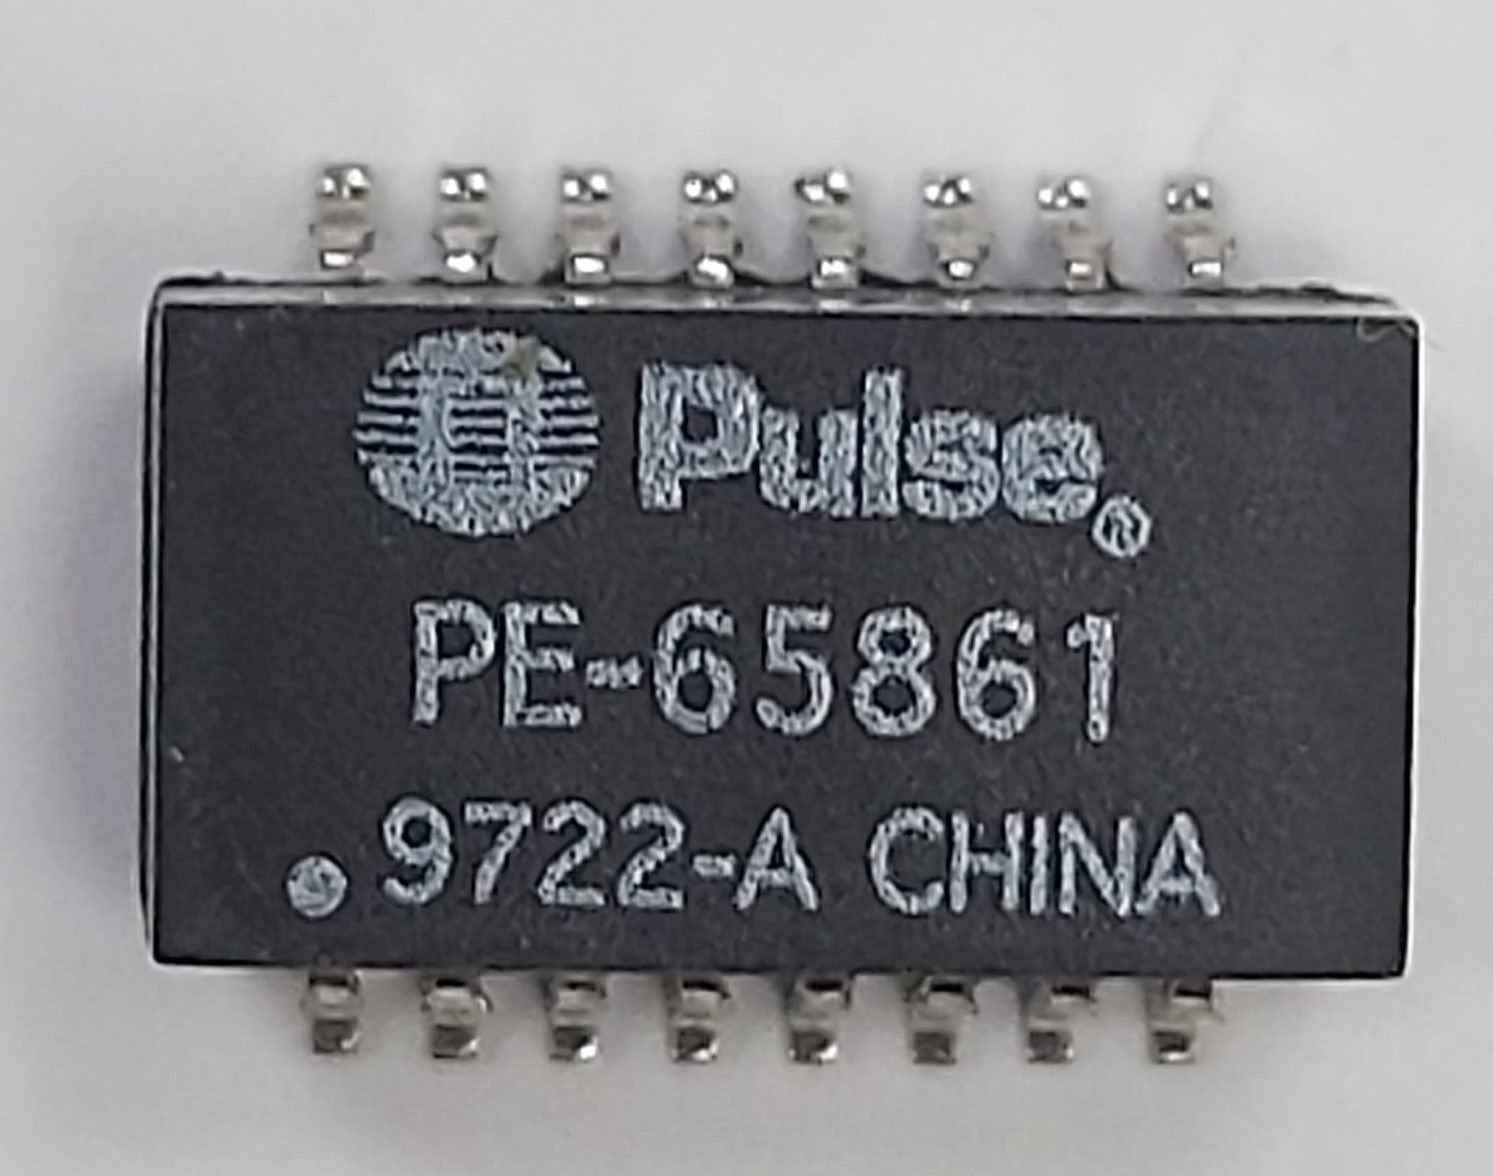 Pulse®
PE-65861
.9722-A CHINA